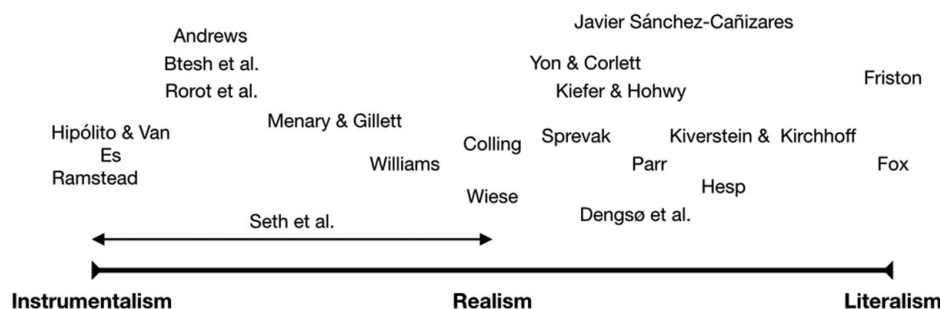 Javier Sánchez-Cañizares
Andrews
Btesh et al.
Rorot et al.
Yon & Corlett
Kiefer & Hohwy
Friston
Hipólito & Van
Es
Ramstead
Menary & Gillett
Williams
Colling
Wiese
Sprevak
Parr
Kiverstein & Kirchhoff
Hesp
Dengsø et al.
Fox
Seth et al.
Instrumentalism
Realism
Literalism